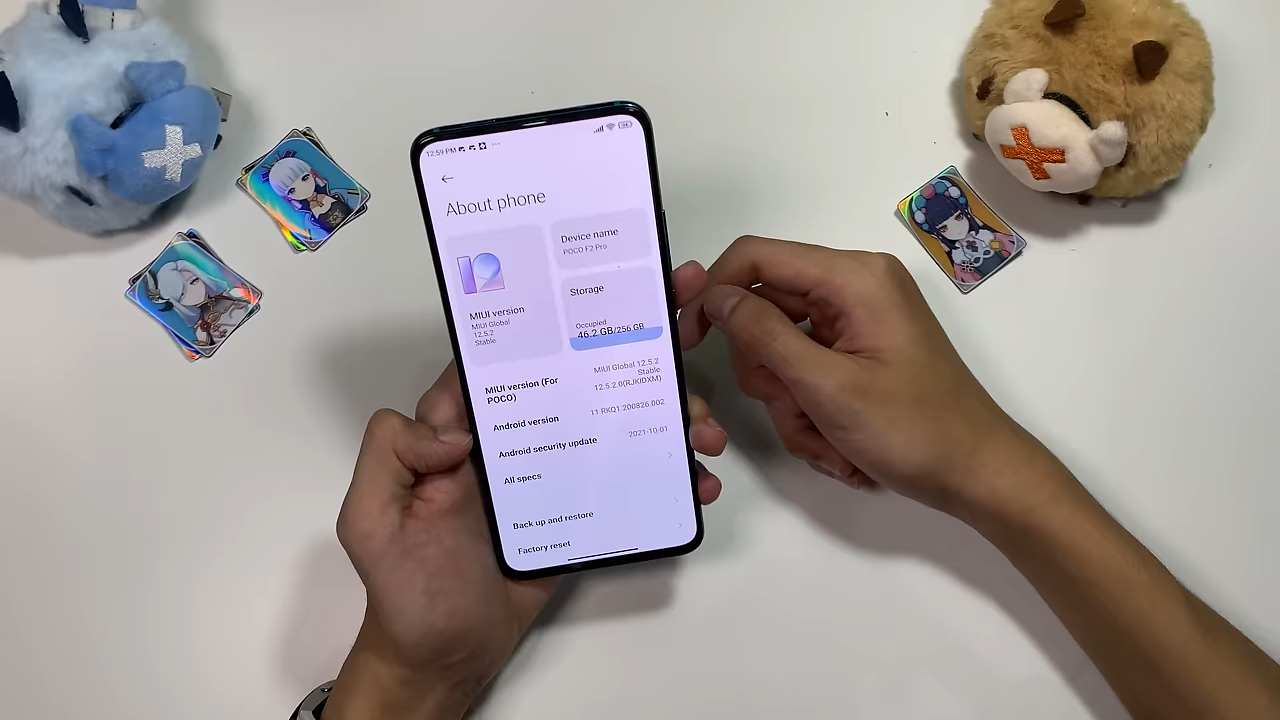 12:59 PM
About phone
Device name
POCO F2 Pro
MIUI version
MIUI Global
12.5.2
Stable
Storage
Occupied
46.2 GB/256 GB
MIUI version (For
POCO)
MIUI Global 12.5.2
Stable
12.5.2.0(RJKIDXM)
Android version
11 RKQ1.200826.002
Android security update
2021-10-01
All specs
Back up and restore
Factory reset